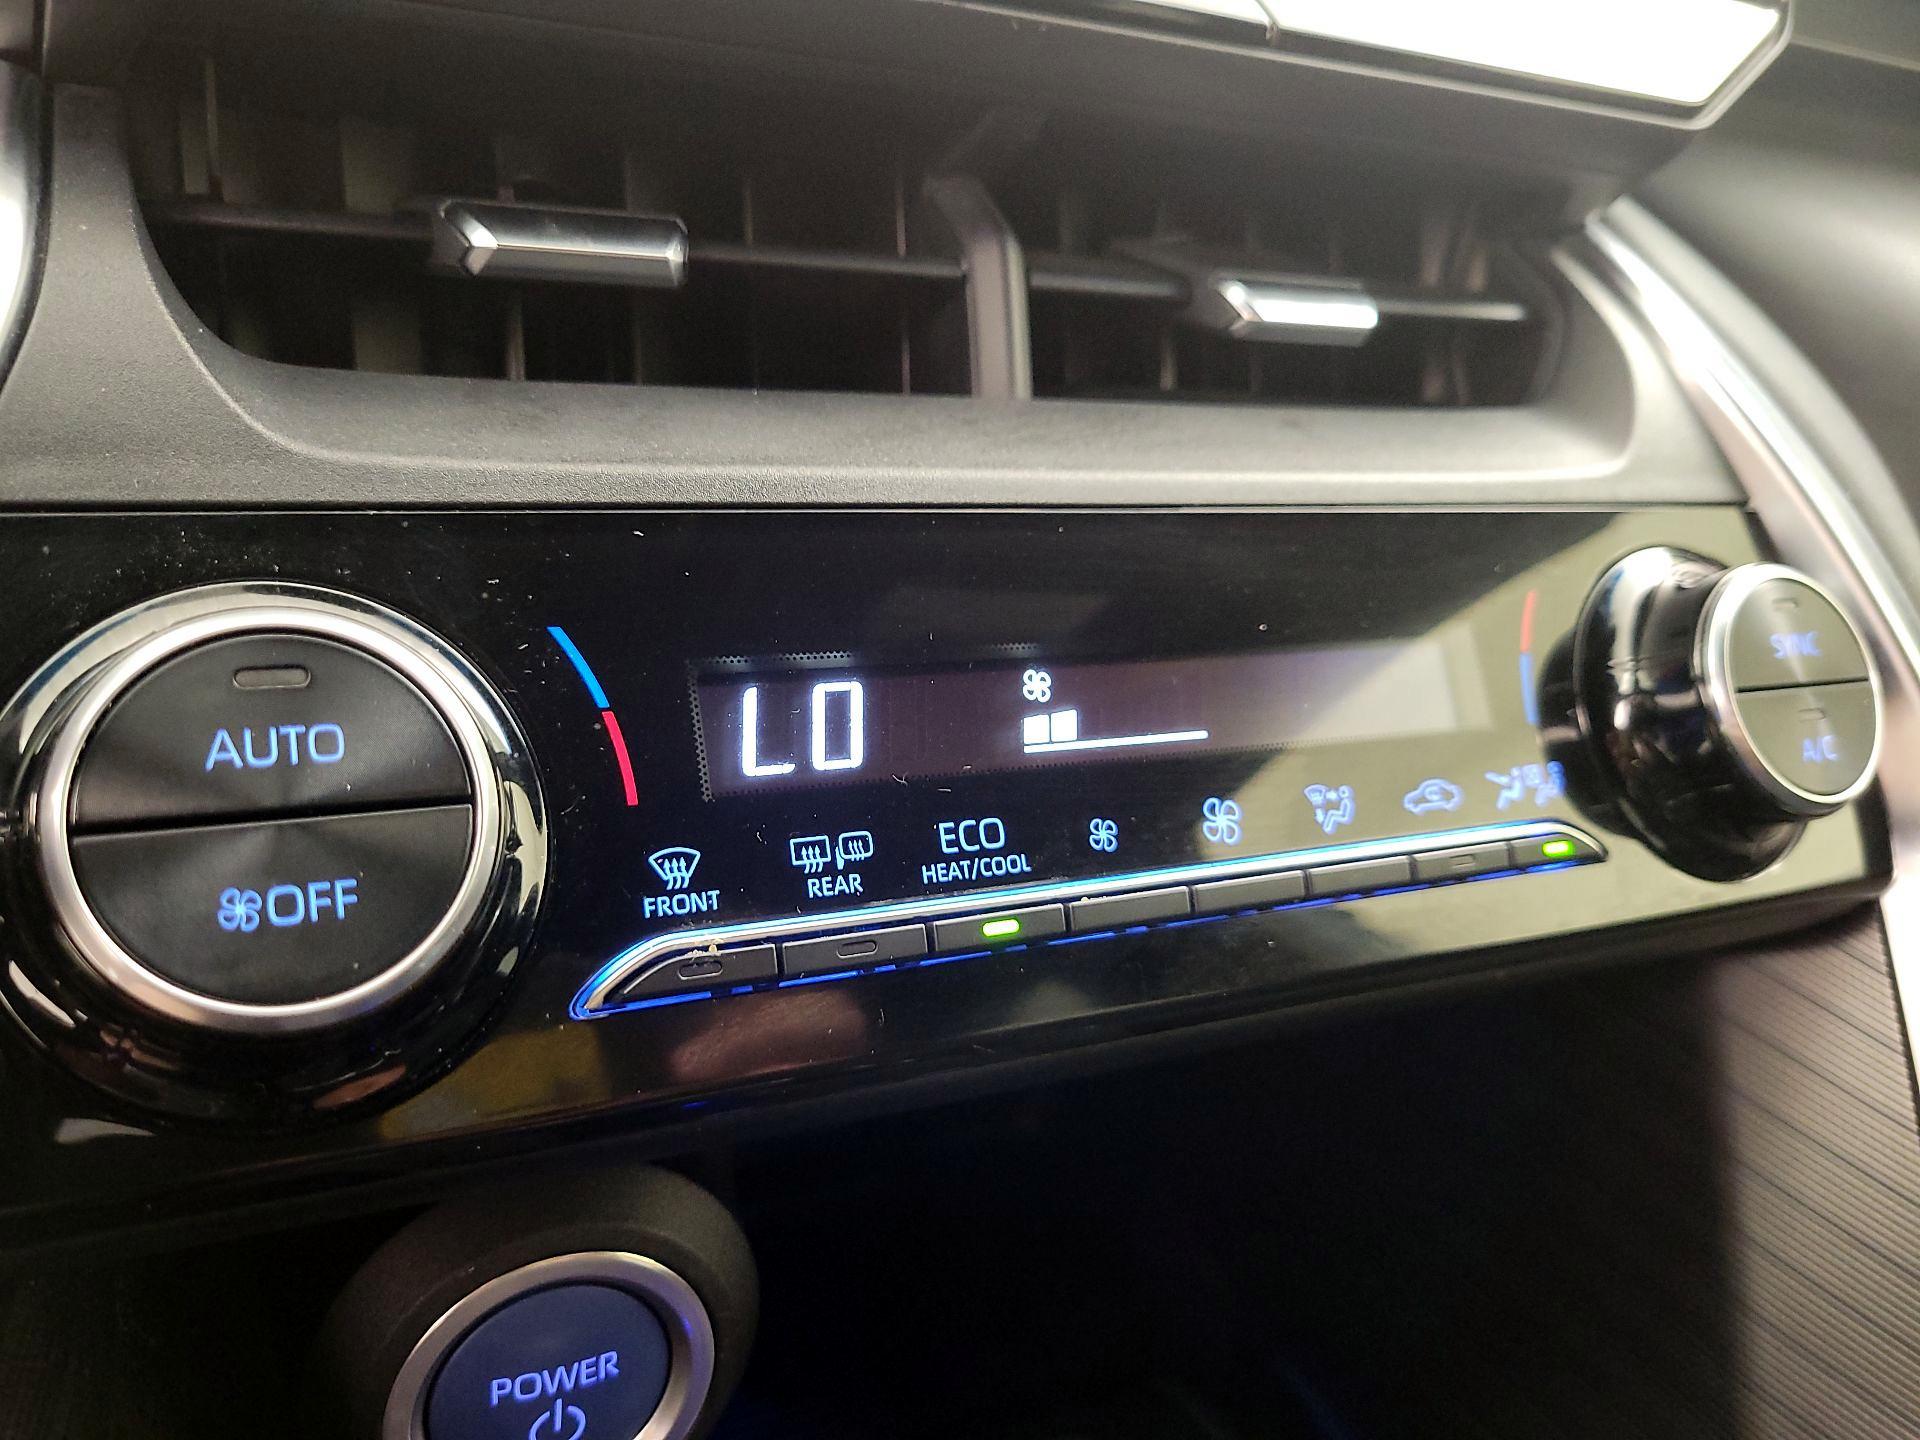 AUTO
OFF
LO
FRONT
REAR
ECO
HEAT/COOL
SYNC
A/C
POWER